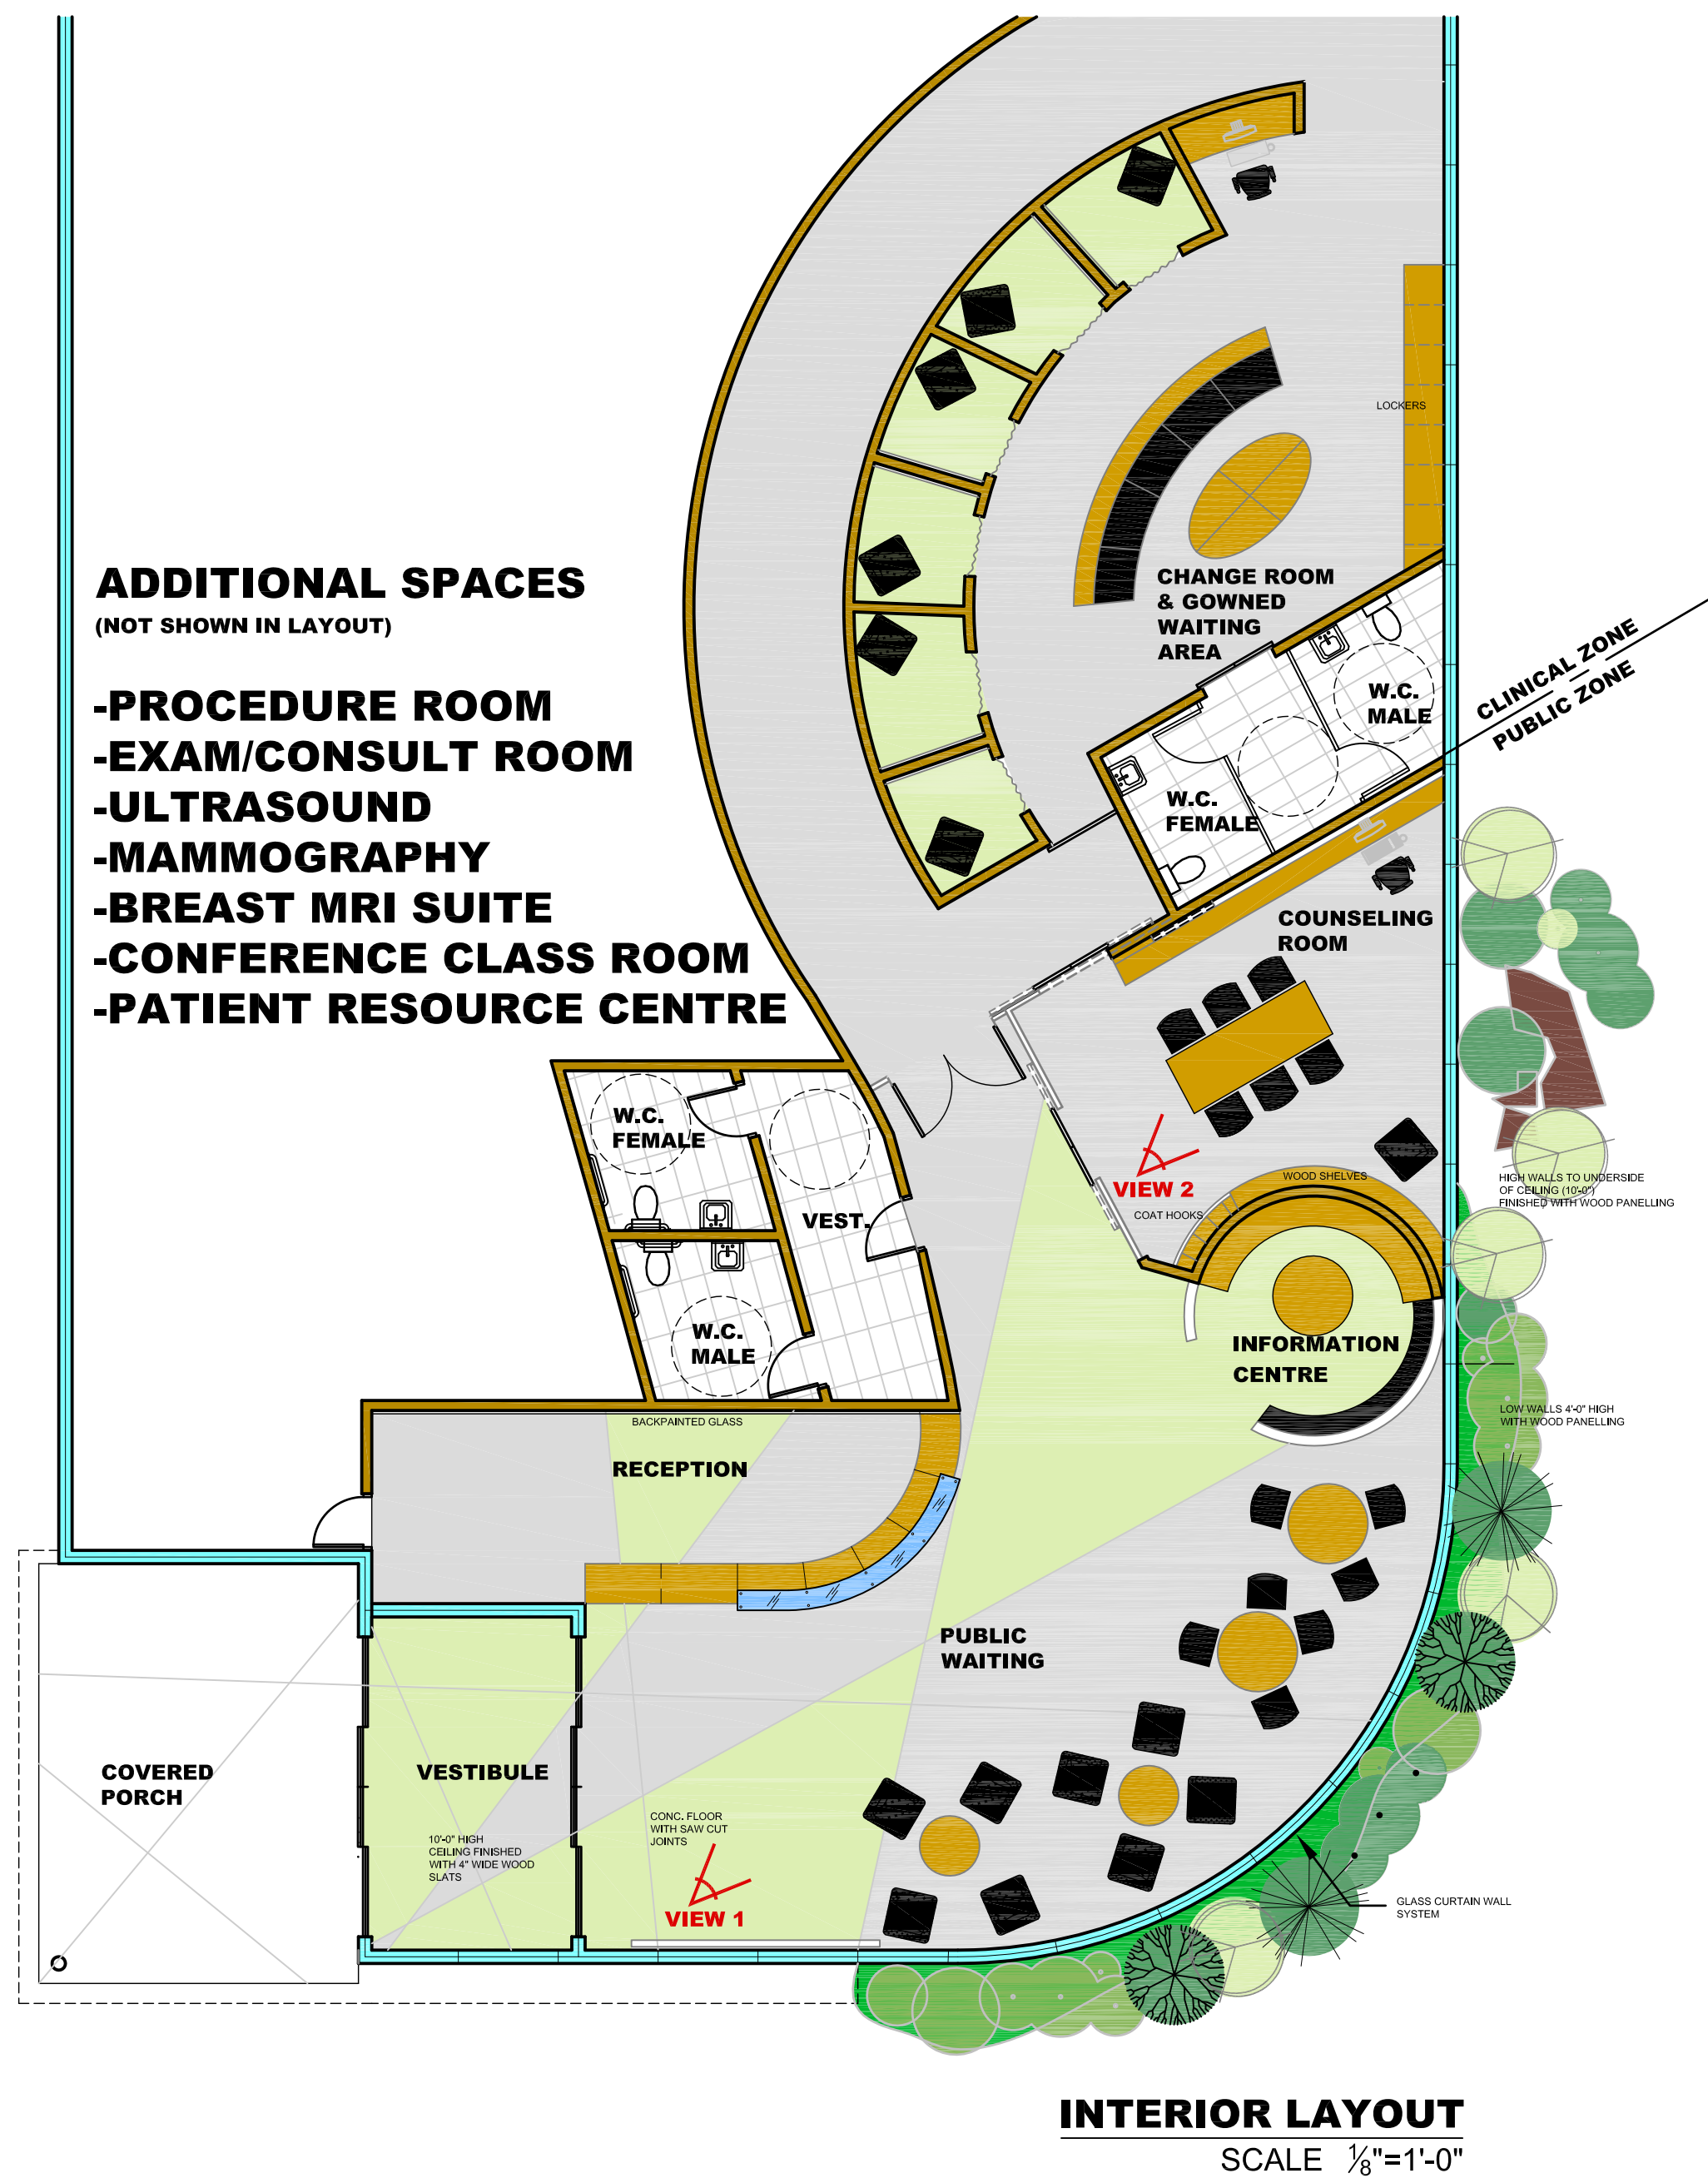 ADDITIONAL SPACES
(NOT SHOWN IN LAYOUT)
-PROCEDURE ROOM
-EXAM/CONSULT ROOM
-ULTRASOUND
-MAMMOGRAPHY
-BREAST MRI SUITE
-CONFERENCE CLASS ROOM
-PATIENT RESOURCE CENTRE
LOCKERS
CHANGE ROOM
& GOWNED
WAITING
AREA
CLINICAL ZONE
PUBLIC ZONE
W.C.
MALE
W.C.
FEMALE
COUNSELING
ROOM
W.C.
FEMALE
VEST.
W.C.
MALE
VIEW 2
WOOD SHELVES
COAT HOOKS
HIGH WALLS TO UNDERSIDE
OF CEILING (10'-0")
FINISHED WITH WOOD PANELLING
INFORMATION
CENTRE
LOW WALLS 4'-0" HIGH
WITH WOOD PANELLING
BACKPAINTED GLASS
RECEPTION
PUBLIC
WAITING
COVERED
PORCH
VESTIBULE
10'-0" HIGH
CEILING FINISHED
WITH 4" WIDE WOOD
SLATS
CONC. FLOOR
WITH SAW CUT
JOINTS
VIEW 1
GLASS CURTAIN WALL
SYSTEM
INTERIOR LAYOUT
SCALE ⅛"=1'-0"